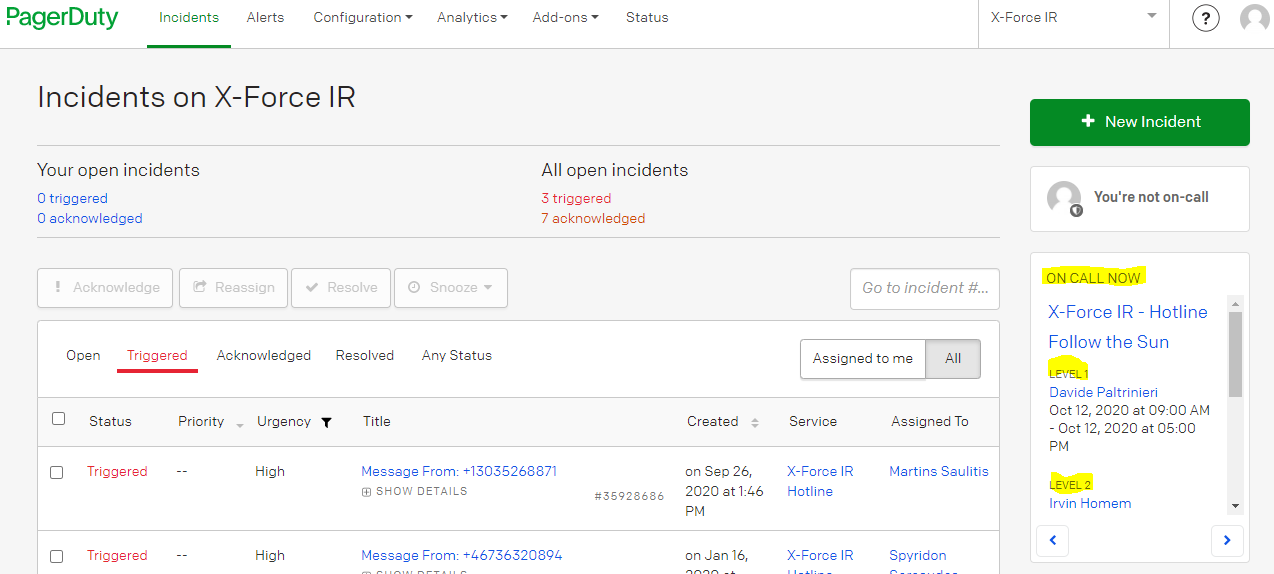 PagerDuty
Incidents
Alerts
Configuration
Analytics
Add-ons
Status
X-Force IR
?
Incidents on X-Force IR
Your open incidents
0 triggered
0 acknowledged
All open incidents
3 triggered
7 acknowledged
! Acknowledge
Reassign
Resolve
Snooze
Go to incident #...
Open
Triggered
Acknowledged
Resolved
Any Status
Assigned to me
All
Status
Priority
Urgency
Title
Created
Service
Assigned To
Triggered
--
High
Message From: +13035268871
SHOW DETAILS
#35928686
on Sep 26,
2020 at 1:46
PM
X-Force IR
Hotline
Martins Saulitis
Triggered
--
High
Message From: +46736320894
SHOW DETAILS
on Jan 16,
2020 at
X-Force IR
Hotline
Spyridon
+ New Incident
You're not on-call
ON CALL NOW
X-Force IR - Hotline
Follow the Sun
LEVEL 1
Davide Paltrinieri
Oct 12, 2020 at 09:00 AM
- Oct 12, 2020 at 05:00
PM
LEVEL 2
Irvin Homem